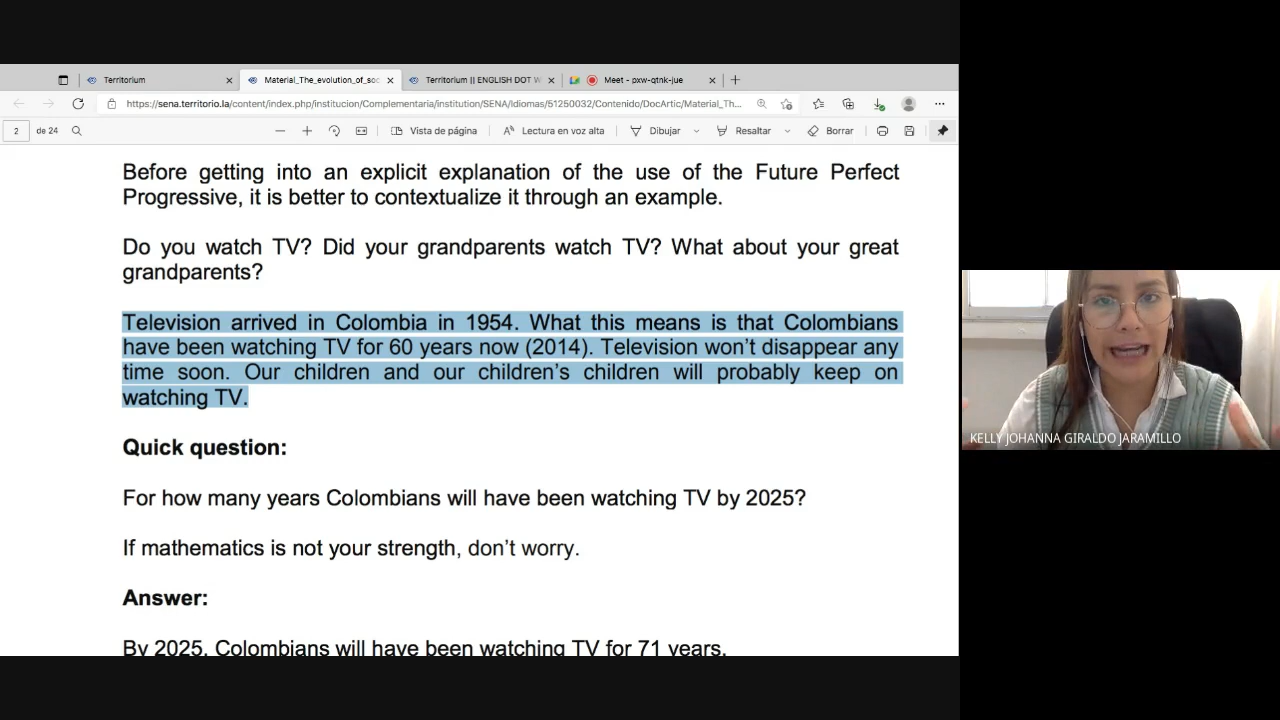 Territorium
Material_The_evolution_of_soc
Territorium || ENGLISH DOT W
Meet - pxw-qtnk-jue
https://sena.territorio.la/content/index.php/institucion/Complementaria/institution/SENA/Idiomas/51250032/Contenido/DocArtic/Material_Th...
2 de 24
Vista de página
Lectura en voz alta
Dibujar
Resaltar
Borrar
Before getting into an explicit explanation of the use of the Future Perfect
Progressive, it is better to contextualize it through an example.
Do you watch TV? Did your grandparents watch TV? What about your great
grandparents?
Television arrived in Colombia in 1954. What this means is that Colombians
have been watching TV for 60 years now (2014). Television won’t disappear any
time soon. Our children and our children’s children will probably keep on
watching TV.
Quick question:
For how many years Colombians will have been watching TV by 2025?
If mathematics is not your strength, don’t worry.
Answer:
By 2025, Colombians will have been watching TV for 71 years.
KELLY JOHANNA GIRALDO JARAMILLO